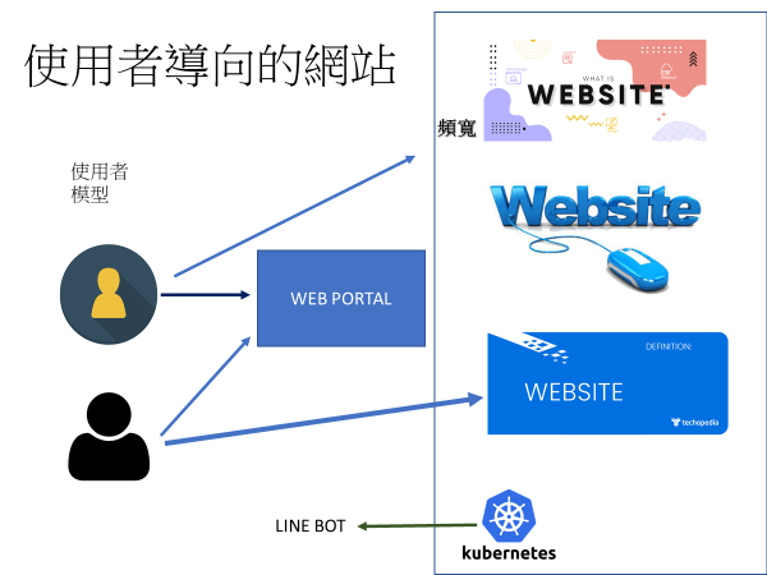 使用者導向的網站
WHAT IS
WEBSITE
頻寬
使用者
模型
Website
WEB PORTAL
DEFINITION:
WEBSITE
techopedia
LINE BOT
kubernetes